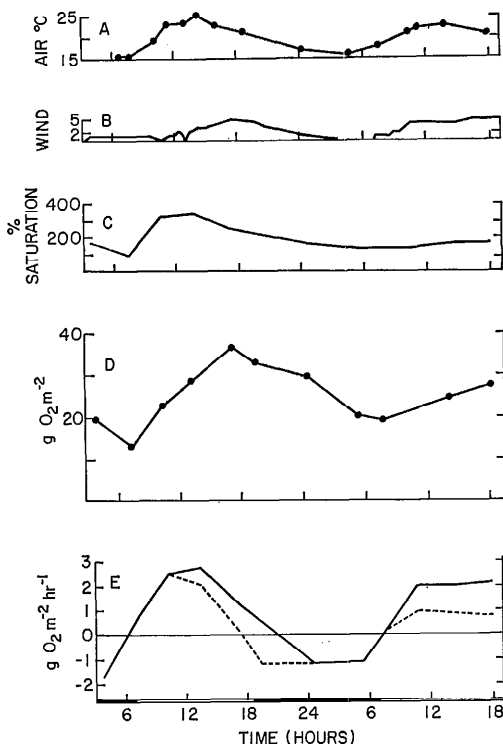 25
AIR °C
A
15
5
WIND
2
B
400
% SATURATION
C
200
40
D
g O₂ m⁻²
20
3
E
2
g O₂ m⁻² hr⁻¹
1
0
-1
-2
6 12 18 24 6 12 18
TIME (HOURS)